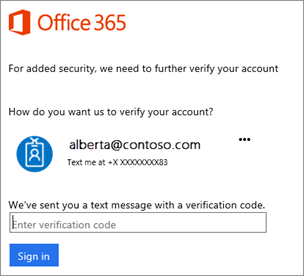 Office 365
For added security, we need to further verify your account
How do you want us to verify your account?
alberta@contoso.com
Text me at +X XXXXXXXX83
We've sent you a text message with a verification code.
Enter verification code
Sign in